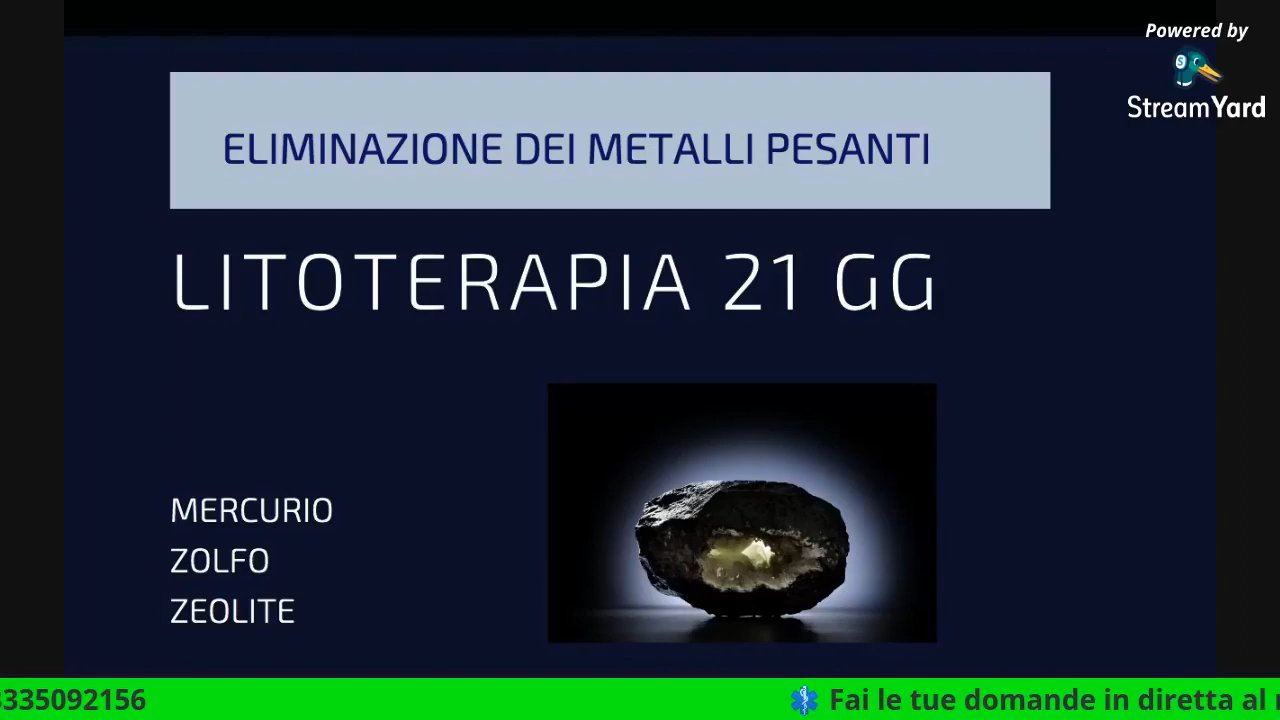 Powered by
StreamYard
ELIMINAZIONE DEI METALLI PESANTI
LITOTERAPIA 21 GG
MERCURIO
ZOLFO
ZEOLITE
335092156
Fai le tue domande in diretta al